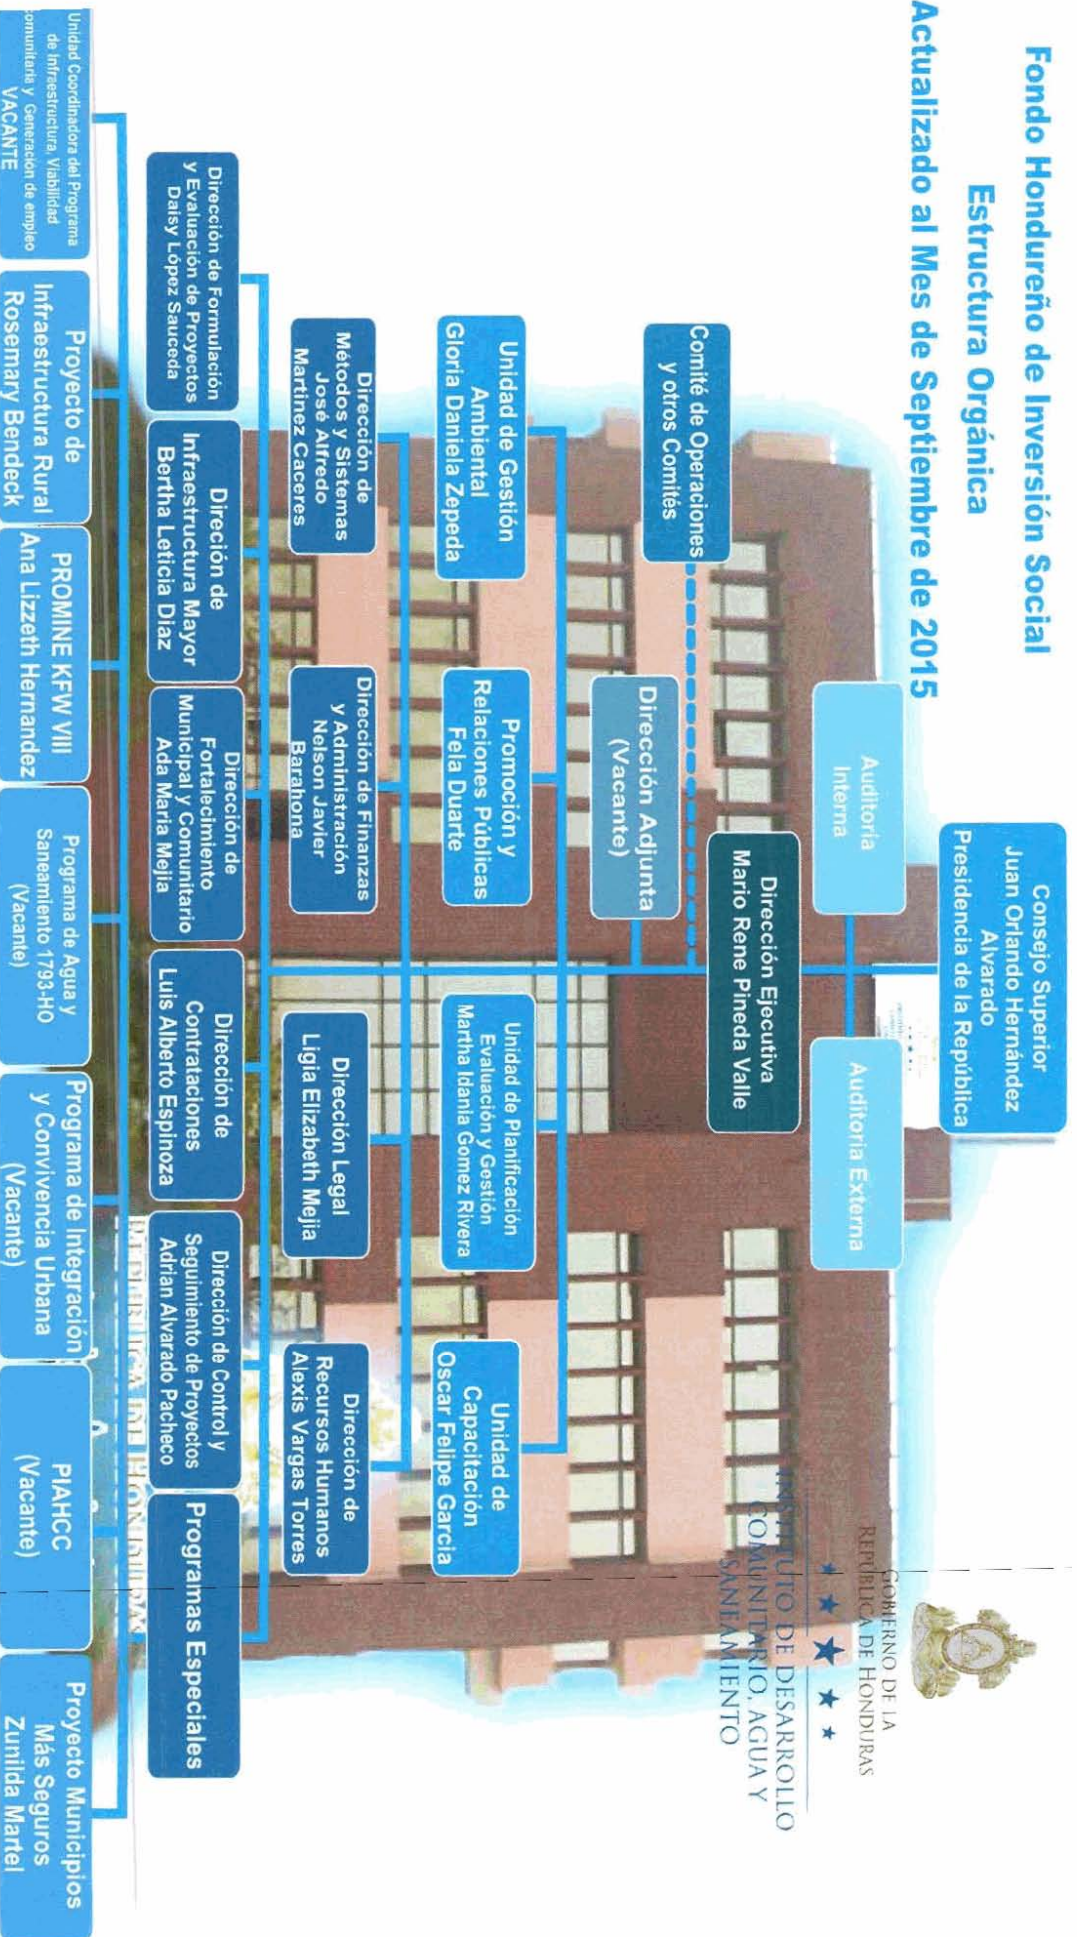 Fondo Hondureño de Inversión Social
Estructura Orgánica
Actualizado al Mes de Septiembre de 2015
GOBIERNO DE LA
REPÚBLICA DE HONDURAS
INSTITUTO DE DESARROLLO
COMUNITARIO, AGUA Y
SANEAMIENTO
Consejo Superior
Juan Orlando Hernández
Alvarado
Presidencia de la República
Auditoria
Interna
Auditoria Externa
Dirección Ejecutiva
Mario Rene Pineda Valle
Comité de Operaciones
y otros Comités
Dirección Adjunta
(Vacante)
Unidad de Gestión
Ambiental
Gloria Daniela Zepeda
Promoción y
Relaciones Públicas
Fela Duarte
Unidad de Planificación
Evaluación y Gestión
Martha Idania Gomez Rivera
Unidad de
Capacitación
Oscar Felipe Garcia
Dirección de
Métodos y Sistemas
José Alfredo
Martinez Caceres
Dirección de Finanzas
y Administración
Nelson Javier
Barahona
Dirección Legal
Ligia Elizabeth Mejia
Dirección de
Recursos Humanos
Alexis Vargas Torres
Dirección de Formulación
y Evaluación de Proyectos
Daisy López Sauceda
Direción de
Infraestructura Mayor
Bertha Leticia Diaz
Dirección de
Fortalecimiento
Municipal y Comunitario
Ada Maria Mejia
Dirección de
Contrataciones
Luis Alberto Espinoza
Dirección de Control y
Seguimiento de Proyectos
Adrian Alvarado Pacheco
Programas Especiales
REPUBLICA DE HONDURAS
Unidad Coordinadora del Programa
de Infraestructura, Viabilidad
comunitaria y Generación de empleo
VACANTE
Proyecto de
Infraestructura Rural
Rosemary Bendeck
PROMINE KFW VIII
Ana Lizzeth Hernandez
Programa de Agua y
Saneamiento 1793-HO
(Vacante)
Programa de Integración
y Convivencia Urbana
(Vacante)
PIAHCC
(Vacante)
Proyecto Municipios
Más Seguros
Zunilda Martel